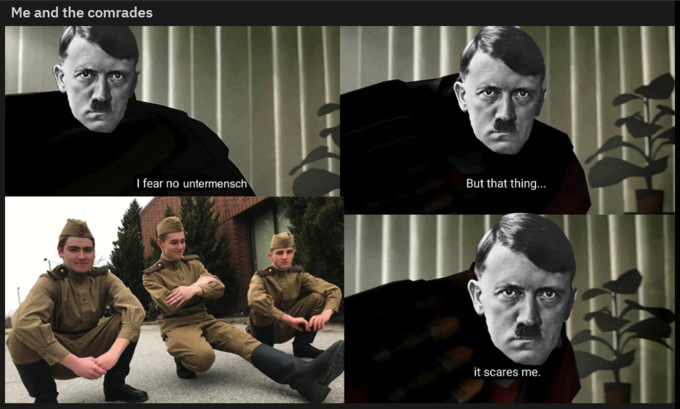 Me and the comrades
I fear no untermensch
But that thing...
it scares me.